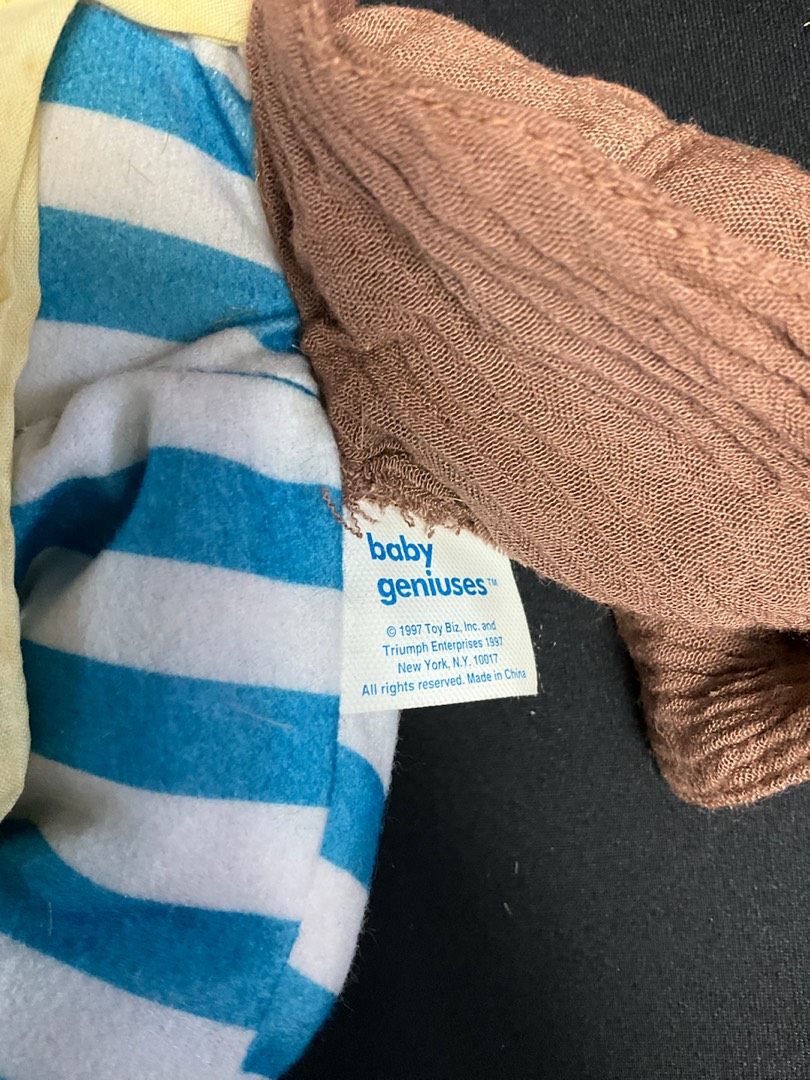 baby
geniuses™
© 1997 Toy Biz, Inc. and
Triumph Enterprises 1997
New York, N.Y. 10017
All rights reserved. Made in China